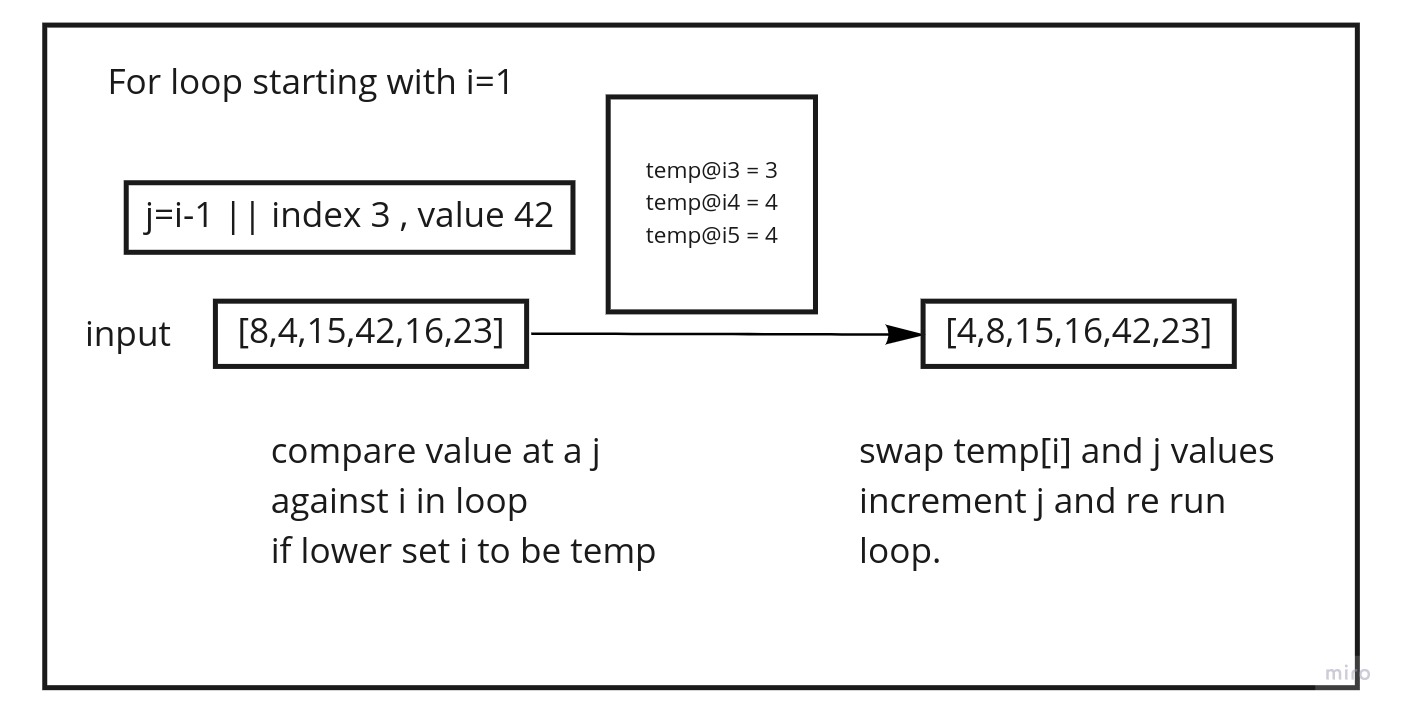 For loop starting with i=1
temp@i3 = 3
temp@i4 = 4
temp@i5 = 4
j=i-1 || index 3 , value 42
input
[8,4,15,42,16,23]
[4,8,15,16,42,23]
compare value at a j
against i in loop
if lower set i to be temp
swap temp[i] and j values
increment j and re run
loop.
miro